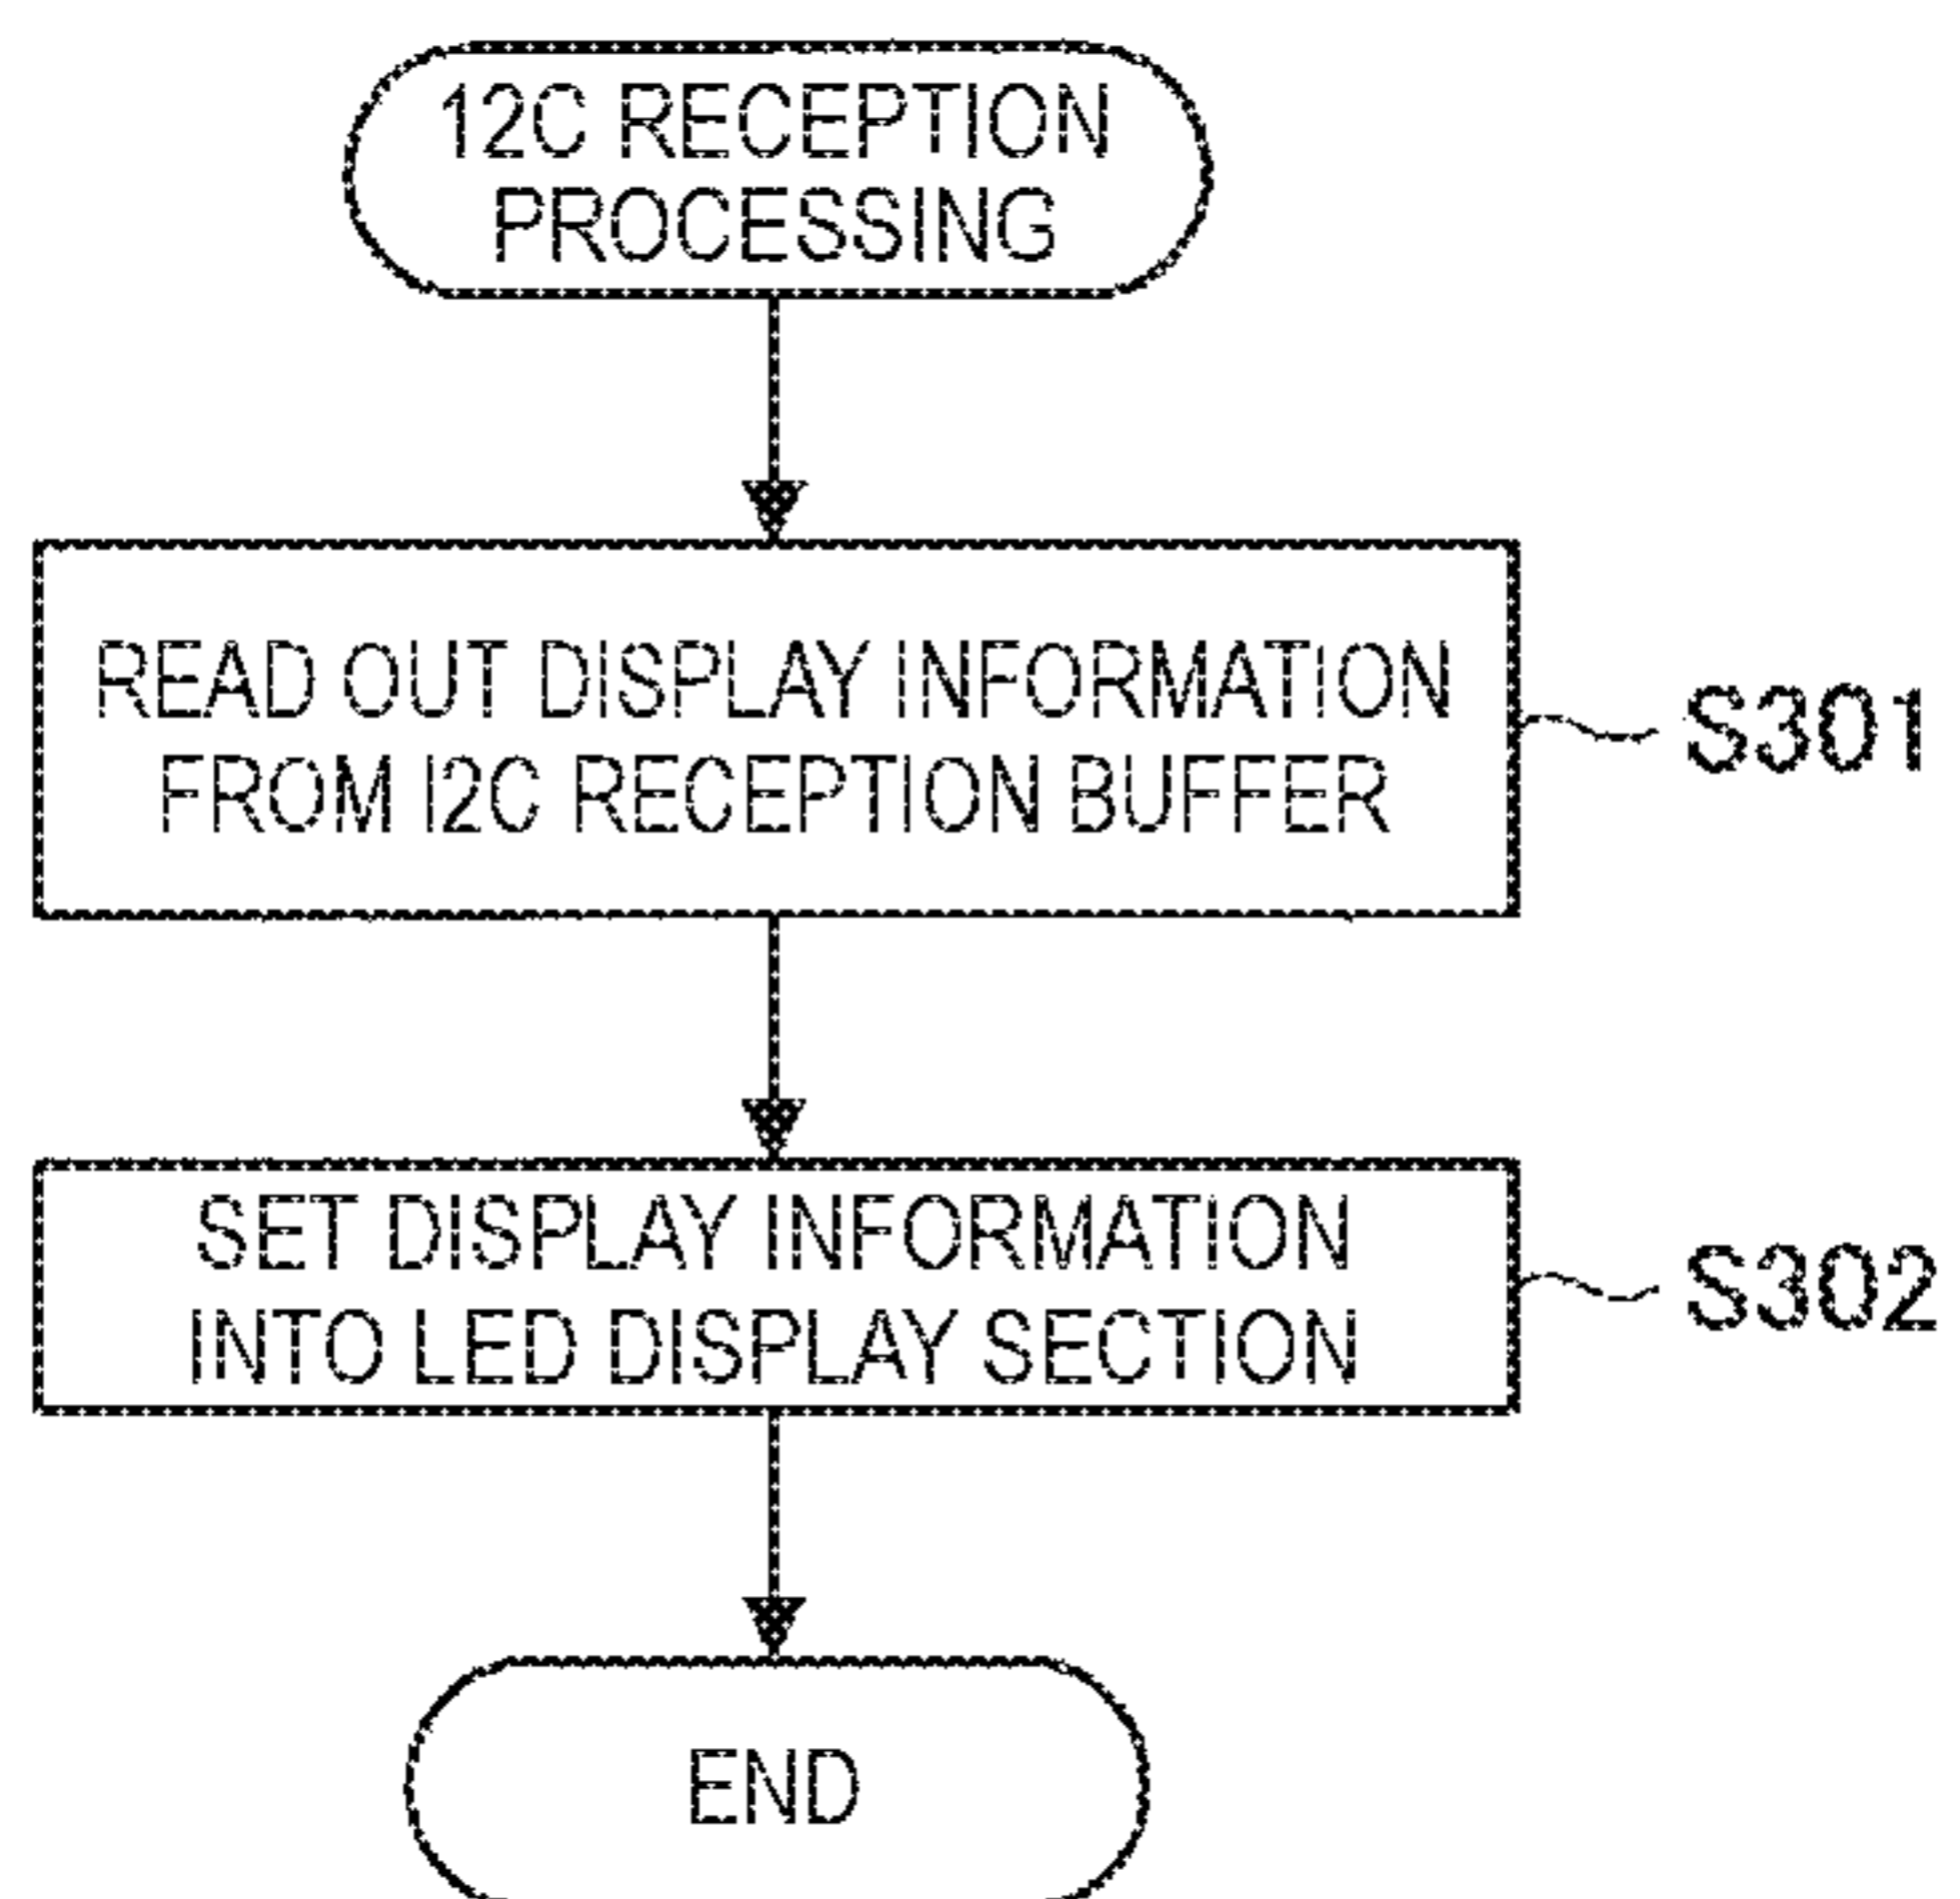 12C RECEPTION
PROCESSING
READ OUT DISPLAY INFORMATION
FROM I2C RECEPTION BUFFER
S301
SET DISPLAY INFORMATION
INTO LED DISPLAY SECTION
S302
END